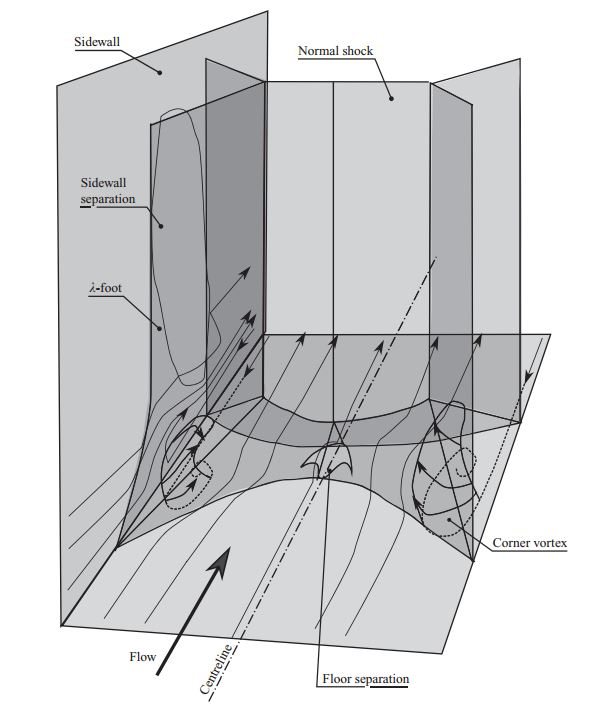 Sidewall
Normal shock
Sidewall
separation
λ-foot
Corner vortex
Flow
Centreline
Floor separation